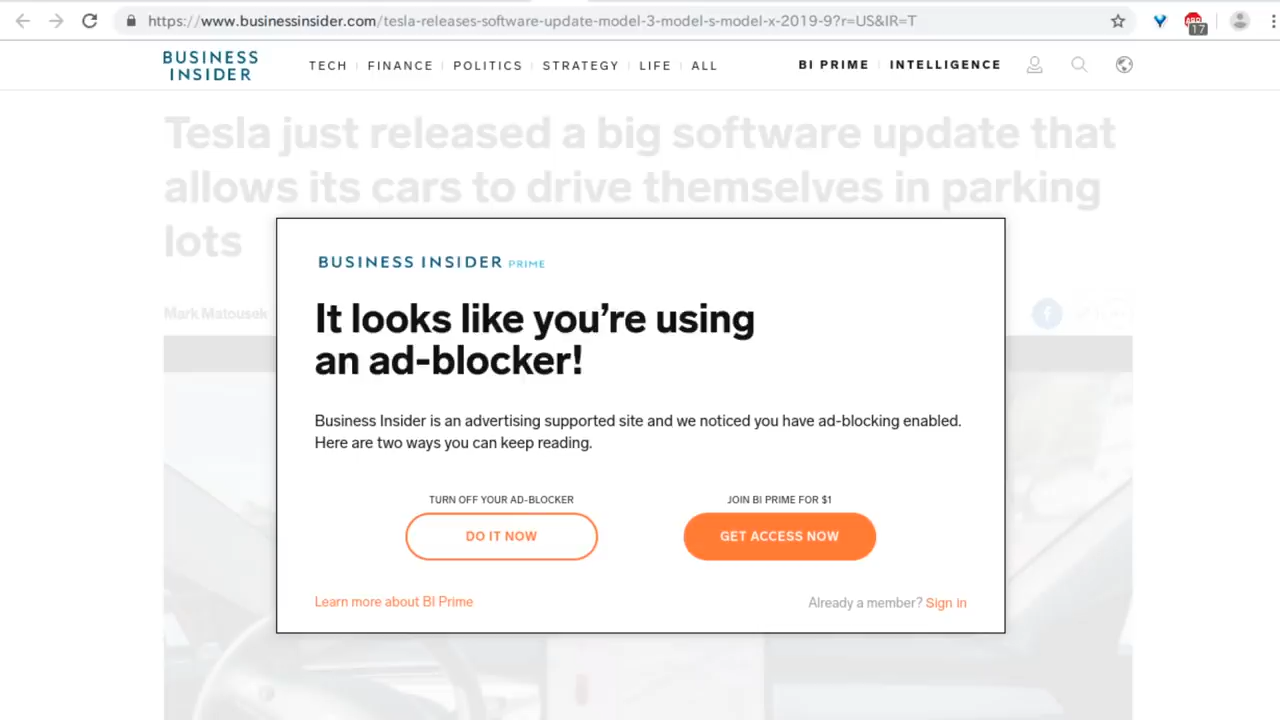 https://www.businessinsider.com/tesla-releases-software-update-model-3-model-s-model-x-2019-9?r=US&IR=T
ABP
17
BUSINESS
INSIDER
TECH FINANCE POLITICS STRATEGY LIFE ALL
BI PRIME INTELLIGENCE
Tesla just released a big software update that
allows its cars to drive themselves in parking
lots
Mark Matousek
BUSINESS INSIDER PRIME
It looks like you’re using
an ad-blocker!
Business Insider is an advertising supported site and we noticed you have ad-blocking enabled.
Here are two ways you can keep reading.
TURN OFF YOUR AD-BLOCKER
DO IT NOW
JOIN BI PRIME FOR $1
GET ACCESS NOW
Learn more about BI Prime
Already a member? Sign in